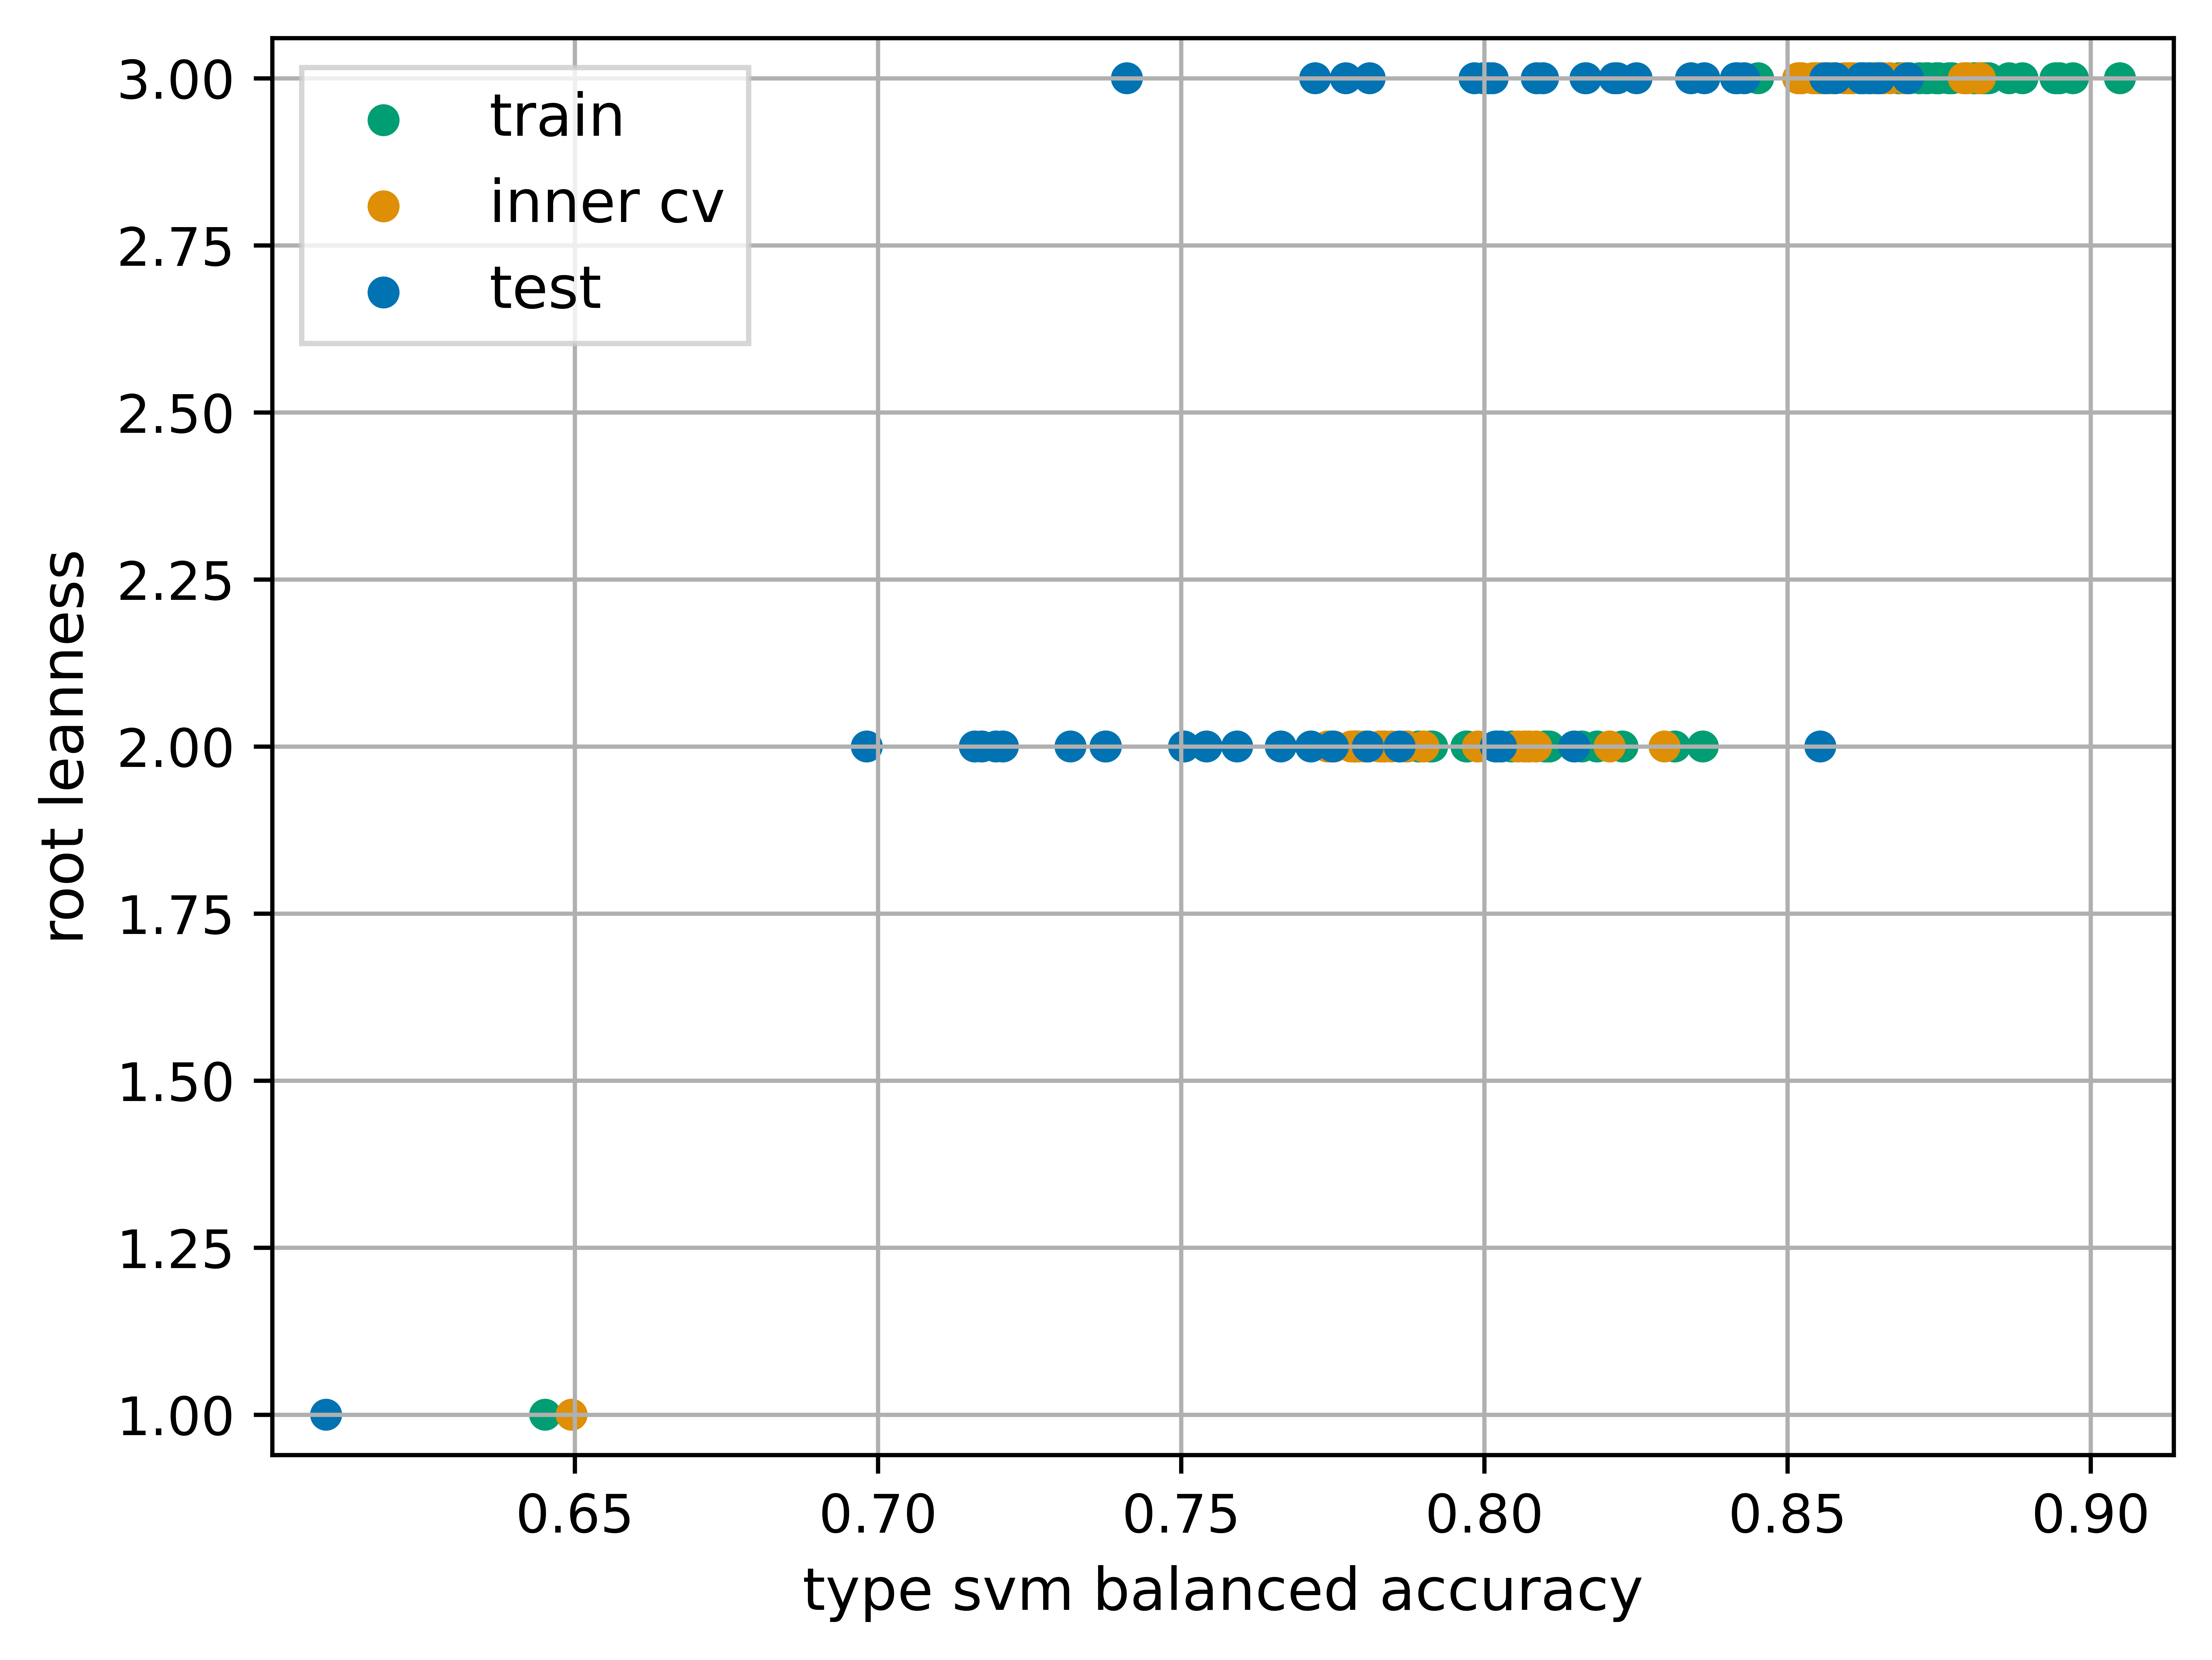 3.00
2.75
2.50
2.25
2.00
1.75
1.50
1.25
1.00
root leanness
train
inner cv
test
0.65 0.70 0.75 0.80 0.85 0.90
type svm balanced accuracy